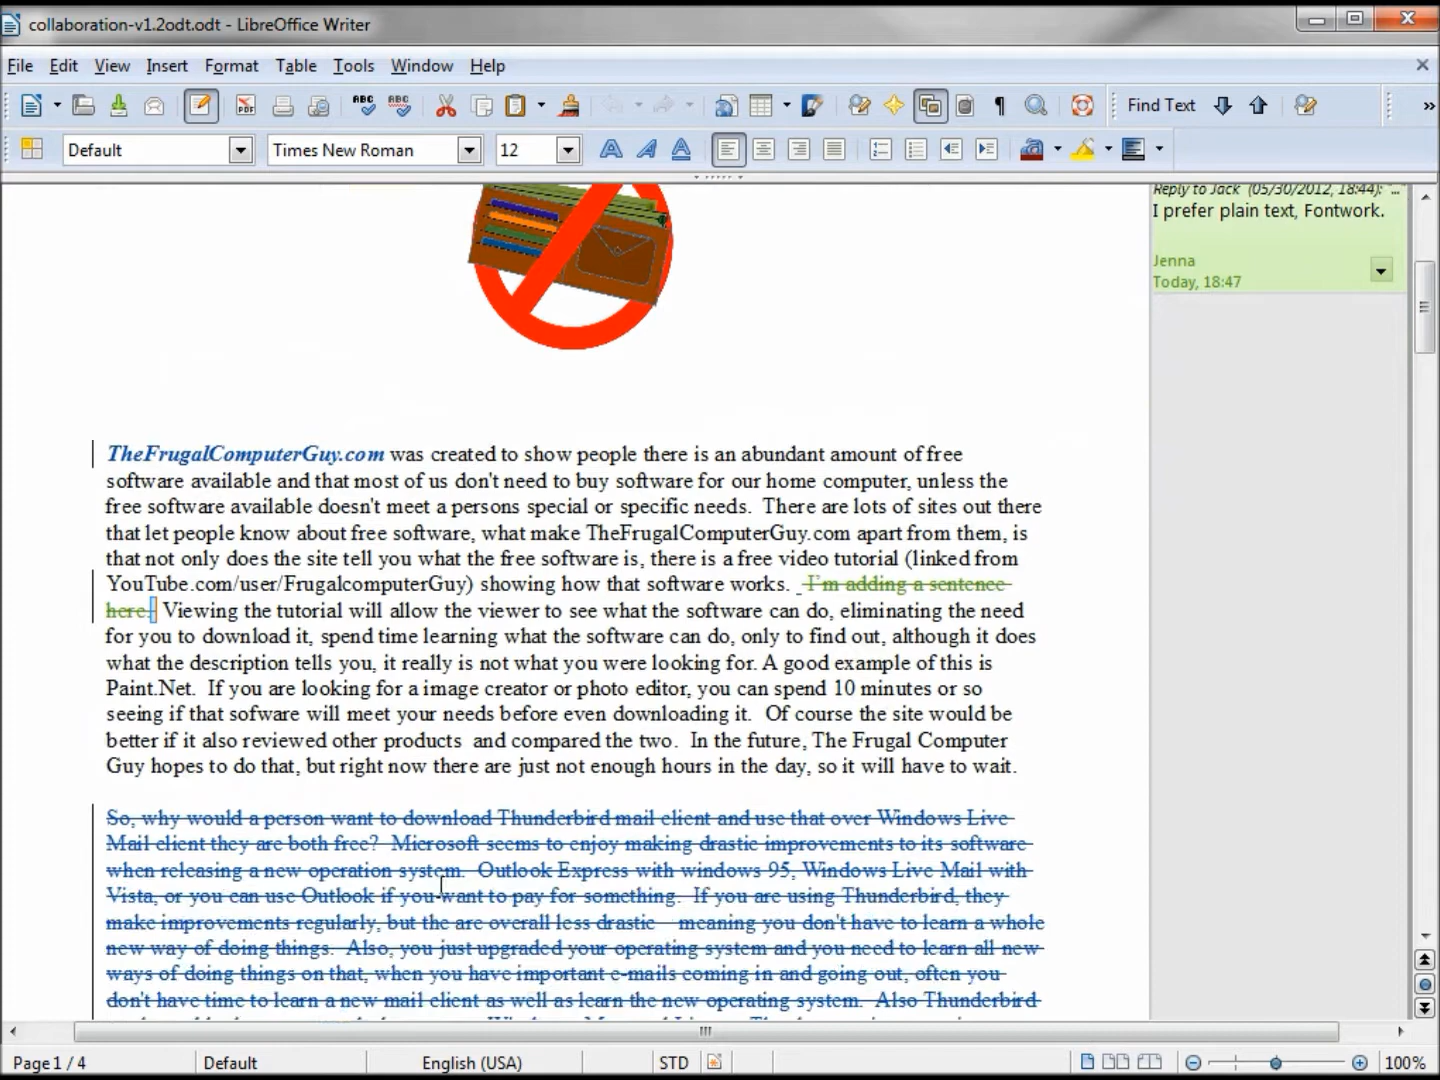 collaboration-v1.2odt.odt - LibreOffice Writer
File Edit View Insert Format Table Tools Window Help
Find Text
Default Times New Roman 12
Reply to Jack (05/30/2012, 18:44): "..."
I prefer plain text, Fontwork.
Jenna
Today, 18:47
TheFrugalComputerGuy.com was created to show people there is an abundant amount of free
software available and that most of us don't need to buy software for our home computer, unless the
free software available doesn't meet a persons special or specific needs. There are lots of sites out there
that let people know about free software, what make TheFrugalComputerGuy.com apart from them, is
that not only does the site tell you what the free software is, there is a free video tutorial (linked from
YouTube.com/user/FrugalcomputerGuy) showing how that software works. I'm adding a sentence
here. Viewing the tutorial will allow the viewer to see what the software can do, eliminating the need
for you to download it, spend time learning what the software can do, only to find out, although it does
what the description tells you, it really is not what you were looking for. A good example of this is
Paint.Net. If you are looking for a image creator or photo editor, you can spend 10 minutes or so
seeing if that sofware will meet your needs before even downloading it. Of course the site would be
better if it also reviewed other products and compared the two. In the future, The Frugal Computer
Guy hopes to do that, but right now there are just not enough hours in the day, so it will have to wait.
So, why would a person want to download Thunderbird mail client and use that over Windows Live
Mail client they are both free? Microsoft seems to enjoy making drastic improvements to its software
when releasing a new operation system. Outlook Express with windows 95, Windows Live Mail with
Vista, or you can use Outlook if you want to pay for something. If you are using Thunderbird, they
make improvements regularly, but the are overall less drastic meaning you don't have to learn a whole
new way of doing things. Also, you just upgraded your operating system and you need to learn all new
ways of doing things on that, when you have important e-mails coming in and going out, often you
don't have time to learn a new mail client as well as learn the new operating system. Also Thunderbird
Page 1 / 4 Default English (USA) STD 100%